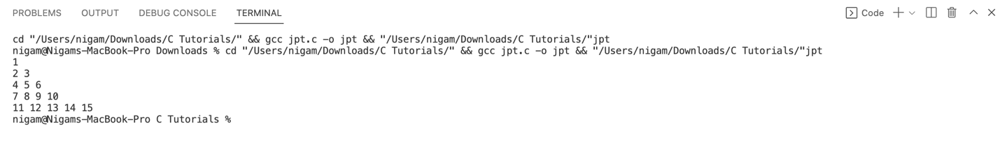 PROBLEMS OUTPUT DEBUG CONSOLE TERMINAL Code
cd "/Users/nigam/Downloads/C Tutorials/" && gcc jpt.c -o jpt && "/Users/nigam/Downloads/C Tutorials/"jpt
nigam@Nigams-MacBook-Pro Downloads % cd "/Users/nigam/Downloads/C Tutorials/" && gcc jpt.c -o jpt && "/Users/nigam/Downloads/C Tutorials/"jpt
1
2 3
4 5 6
7 8 9 10
11 12 13 14 15
nigam@Nigams-MacBook-Pro C Tutorials %